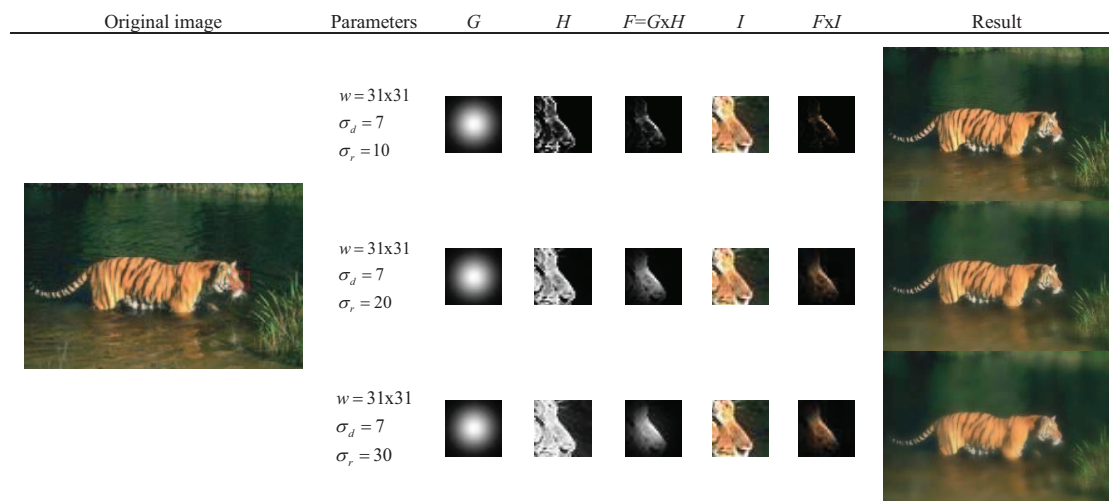 Original image Parameters G H F=GxH I FxI Result
w = 31x31
σ_d = 7
σ_r = 10
w = 31x31
σ_d = 7
σ_r = 20
w = 31x31
σ_d = 7
σ_r = 30